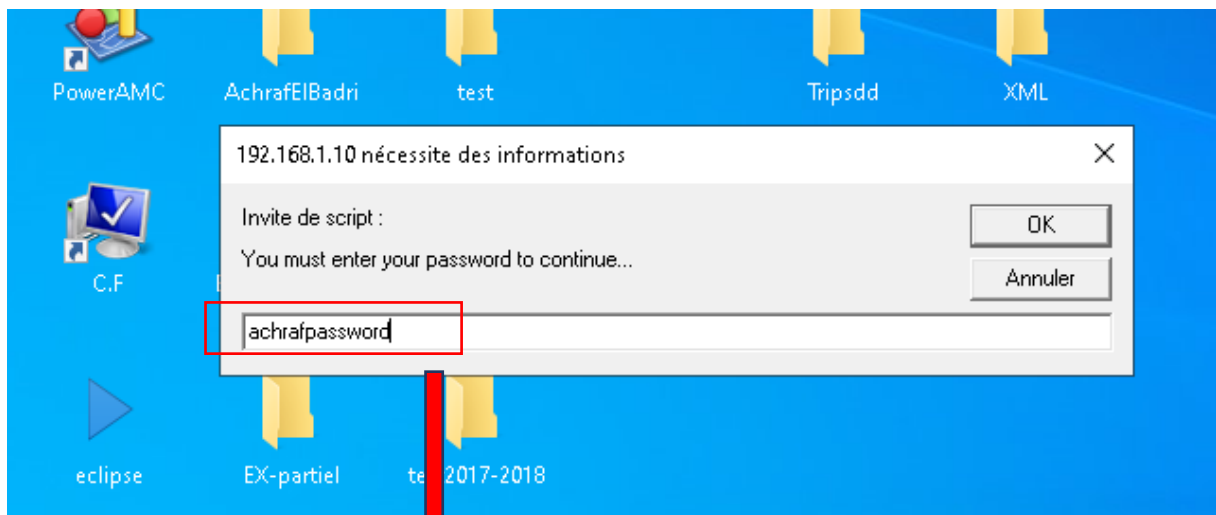 PowerAMC AchrafElBadri test Tripsdd XML
192.168.1.10 nécessite des informations
Invite de script :
OK
You must enter your password to continue...
Annuler
C.F
achrafpassword
eclipse EX-partiel 2017-2018